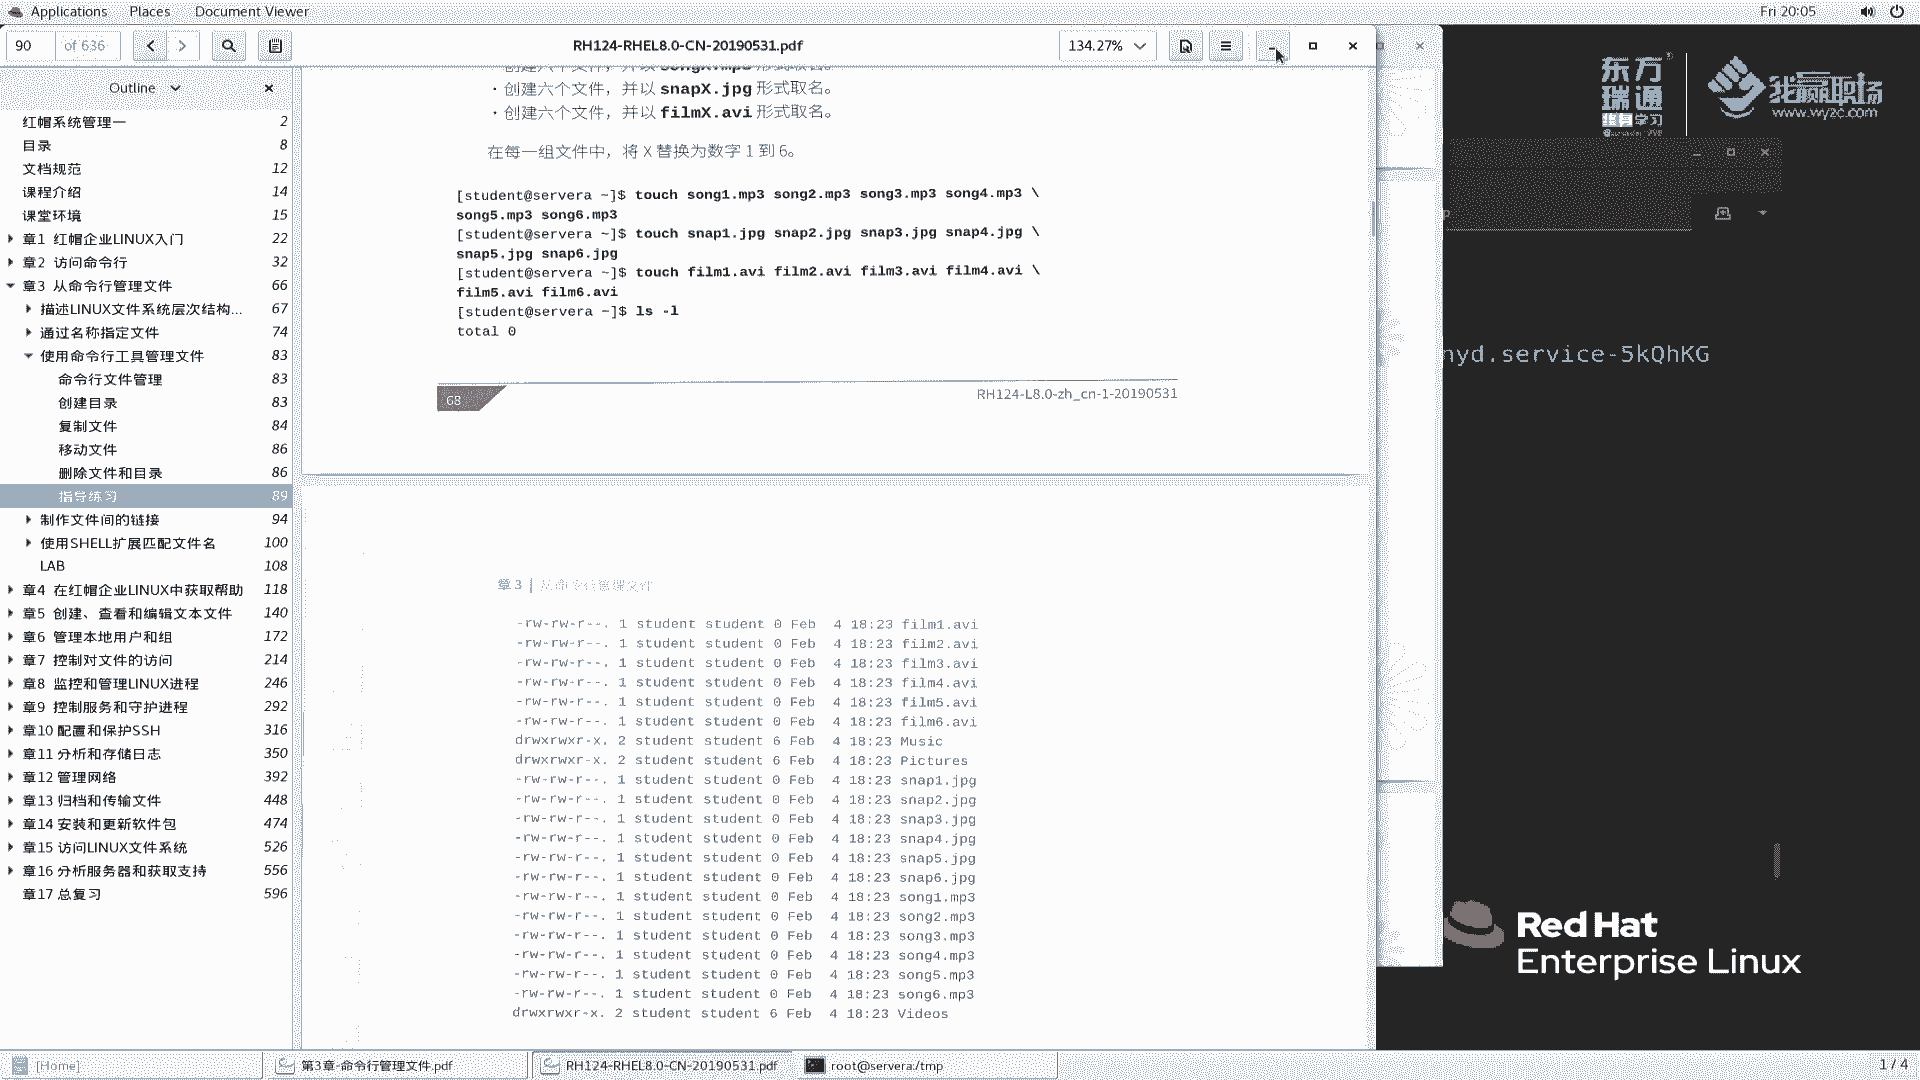 Applications Places Document Viewer Fri 20:05
90 of 636 RH124-RHEL8.0-CN-20190531.pdf 134.27%
Outline
红帽系统管理一 2
目录 8
文档规范 12
课程介绍 14
课堂环境 15
章1 红帽企业LINUX入门 22
章2 访问命令行 32
章3 从命令行管理文件 66
描述LINUX文件系统层次结构... 67
通过名称指定文件 74
使用命令行工具管理文件 83
命令行文件管理 83
创建目录 83
复制文件 84
移动文件 86
删除文件和目录 86
指导练习 89
制作文件间的链接 94
使用SHELL扩展匹配文件名 100
LAB 108
章4 在红帽企业LINUX中获取帮助 118
章5 创建、查看和编辑文本文件 140
章6 管理本地用户和组 172
章7 控制对文件的访问 214
章8 监控和管理LINUX进程 246
章9 控制服务和守护进程 292
章10 配置和保护SSH 316
章11 分析和存储日志 350
章12 管理网络 392
章13 归档和传输文件 448
章14 安装和更新软件包 474
章15 访问LINUX文件系统 526
章16 分析服务器和获取支持 556
章17 总复习 596
· 创建六个文件，并以 songX.mp3 形式取名。
· 创建六个文件，并以 snapX.jpg 形式取名。
· 创建六个文件，并以 filmX.avi 形式取名。
在每一组文件中，将 X 替换为数字 1 到 6。
[student@servera ~]$ touch song1.mp3 song2.mp3 song3.mp3 song4.mp3 \
song5.mp3 song6.mp3
[student@servera ~]$ touch snap1.jpg snap2.jpg snap3.jpg snap4.jpg \
snap5.jpg snap6.jpg
[student@servera ~]$ touch film1.avi film2.avi film3.avi film4.avi \
film5.avi film6.avi
[student@servera ~]$ ls -l
total 0
68 RH124-L8.0-zh_cn-1-20190531
章 3 | 从命令行管理文件
-rw-rw-r--. 1 student student 0 Feb 4 18:23 film1.avi
-rw-rw-r--. 1 student student 0 Feb 4 18:23 film2.avi
-rw-rw-r--. 1 student student 0 Feb 4 18:23 film3.avi
-rw-rw-r--. 1 student student 0 Feb 4 18:23 film4.avi
-rw-rw-r--. 1 student student 0 Feb 4 18:23 film5.avi
-rw-rw-r--. 1 student student 0 Feb 4 18:23 film6.avi
drwxrwxr-x. 2 student student 6 Feb 4 18:23 Music
drwxrwxr-x. 2 student student 6 Feb 4 18:23 Pictures
-rw-rw-r--. 1 student student 0 Feb 4 18:23 snap1.jpg
-rw-rw-r--. 1 student student 0 Feb 4 18:23 snap2.jpg
-rw-rw-r--. 1 student student 0 Feb 4 18:23 snap3.jpg
-rw-rw-r--. 1 student student 0 Feb 4 18:23 snap4.jpg
-rw-rw-r--. 1 student student 0 Feb 4 18:23 snap5.jpg
-rw-rw-r--. 1 student student 0 Feb 4 18:23 snap6.jpg
-rw-rw-r--. 1 student student 0 Feb 4 18:23 song1.mp3
-rw-rw-r--. 1 student student 0 Feb 4 18:23 song2.mp3
-rw-rw-r--. 1 student student 0 Feb 4 18:23 song3.mp3
-rw-rw-r--. 1 student student 0 Feb 4 18:23 song4.mp3
-rw-rw-r--. 1 student student 0 Feb 4 18:23 song5.mp3
-rw-rw-r--. 1 student student 0 Feb 4 18:23 song6.mp3
drwxrwxr-x. 2 student student 6 Feb 4 18:23 Videos
东方瑞通
终身学习
我赢职场
www.wyzc.com
p
nyd.service-5kQhKG
Red Hat
Enterprise Linux
[Home] 第3章-命令行管理文件.pdf RH124-RHEL8.0-CN-20190531.pdf root@servera:/tmp 1 / 4